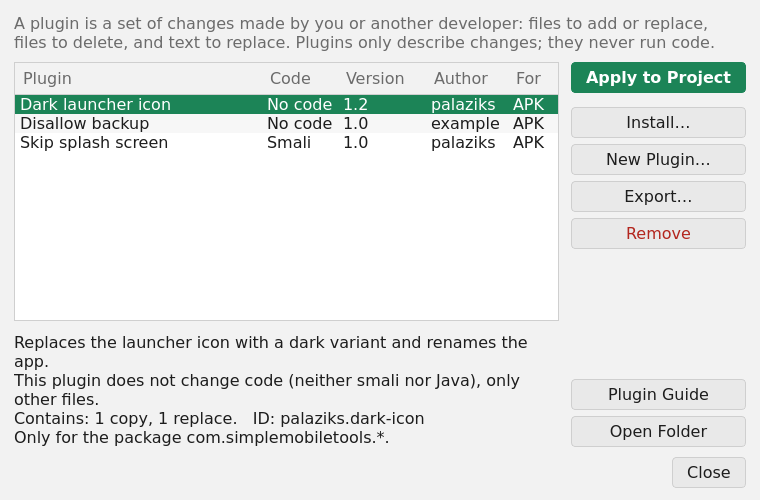 A plugin is a set of changes made by you or another developer: files to add or replace,
files to delete, and text to replace. Plugins only describe changes; they never run code.
Plugin Code Version Author For
Dark launcher icon No code 1.2 palaziks APK
Disallow backup No code 1.0 example APK
Skip splash screen Smali 1.0 palaziks APK
Apply to Project
Install…
New Plugin…
Export…
Remove
Replaces the launcher icon with a dark variant and renames the
app.
This plugin does not change code (neither smali nor Java), only
other files.
Contains: 1 copy, 1 replace. ID: palaziks.dark-icon
Only for the package com.simplemobiletools.*.
Plugin Guide
Open Folder
Close